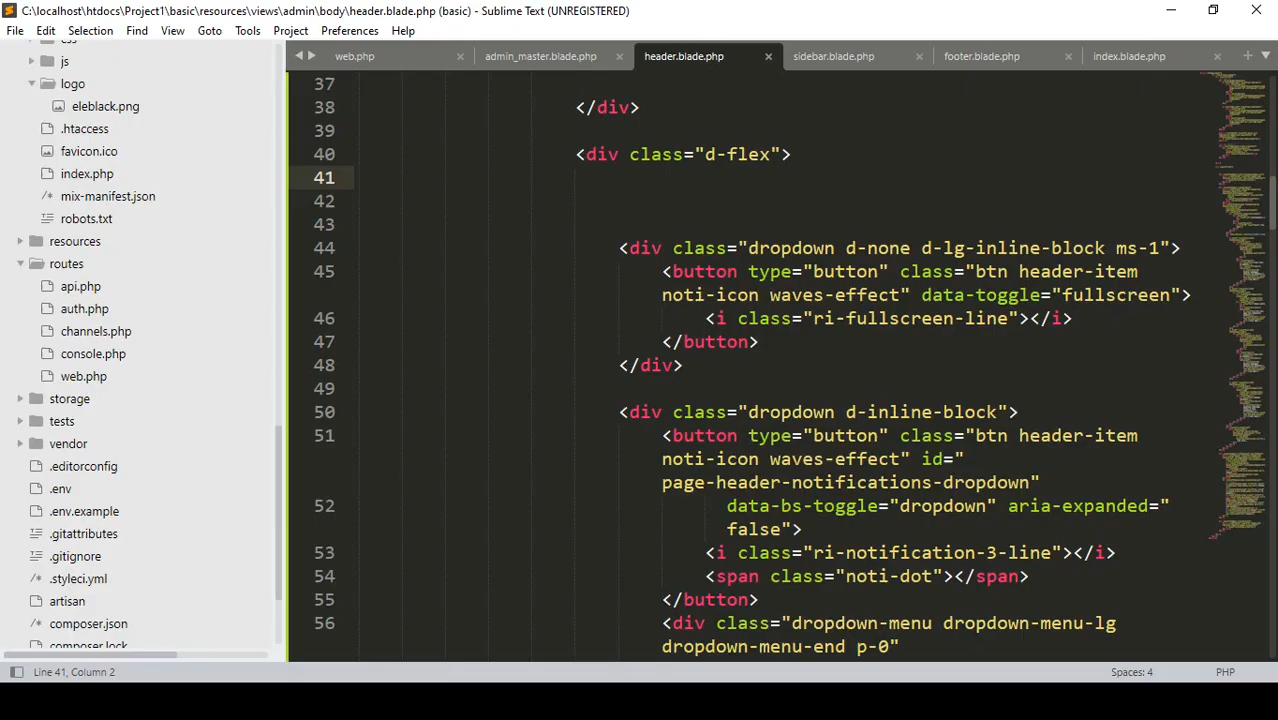 C:\localhost\htdocs\Project1\basic\resources\views\admin\body\header.blade.php (basic) - Sublime Text (UNREGISTERED)
File Edit Selection Find View Goto Tools Project Preferences Help
js
logo
eleblack.png
.htaccess
favicon.ico
index.php
mix-manifest.json
robots.txt
resources
routes
api.php
auth.php
channels.php
console.php
web.php
storage
tests
vendor
.editorconfig
.env
.env.example
.gitattributes
.gitignore
.styleci.yml
artisan
composer.json
composer.lock
web.php admin_master.blade.php header.blade.php sidebar.blade.php footer.blade.php index.blade.php
37
38 </div>
39
40 <div class="d-flex">
41
42
43
44 <div class="dropdown d-none d-lg-inline-block ms-1">
45 <button type="button" class="btn header-item
noti-icon waves-effect" data-toggle="fullscreen">
46 <i class="ri-fullscreen-line"></i>
47 </button>
48 </div>
49
50 <div class="dropdown d-inline-block">
51 <button type="button" class="btn header-item
noti-icon waves-effect" id="
page-header-notifications-dropdown"
52 data-bs-toggle="dropdown" aria-expanded="
false">
53 <i class="ri-notification-3-line"></i>
54 <span class="noti-dot"></span>
55 </button>
56 <div class="dropdown-menu dropdown-menu-lg
dropdown-menu-end p-0"
Line 41, Column 2 Spaces: 4 PHP